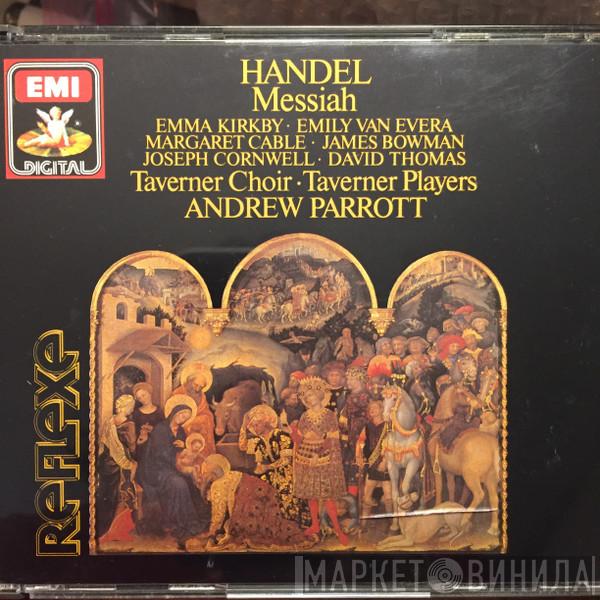 HANDEL
Messiah
EMMA KIRKBY · EMILY VAN EVERA
MARGARET CABLE · JAMES BOWMAN
JOSEPH CORNWELL · DAVID THOMAS
Taverner Choir · Taverner Players
ANDREW PARROTT
EMI
DIGITAL
REFLEXE
МАРКЕТ ВИНИЛА